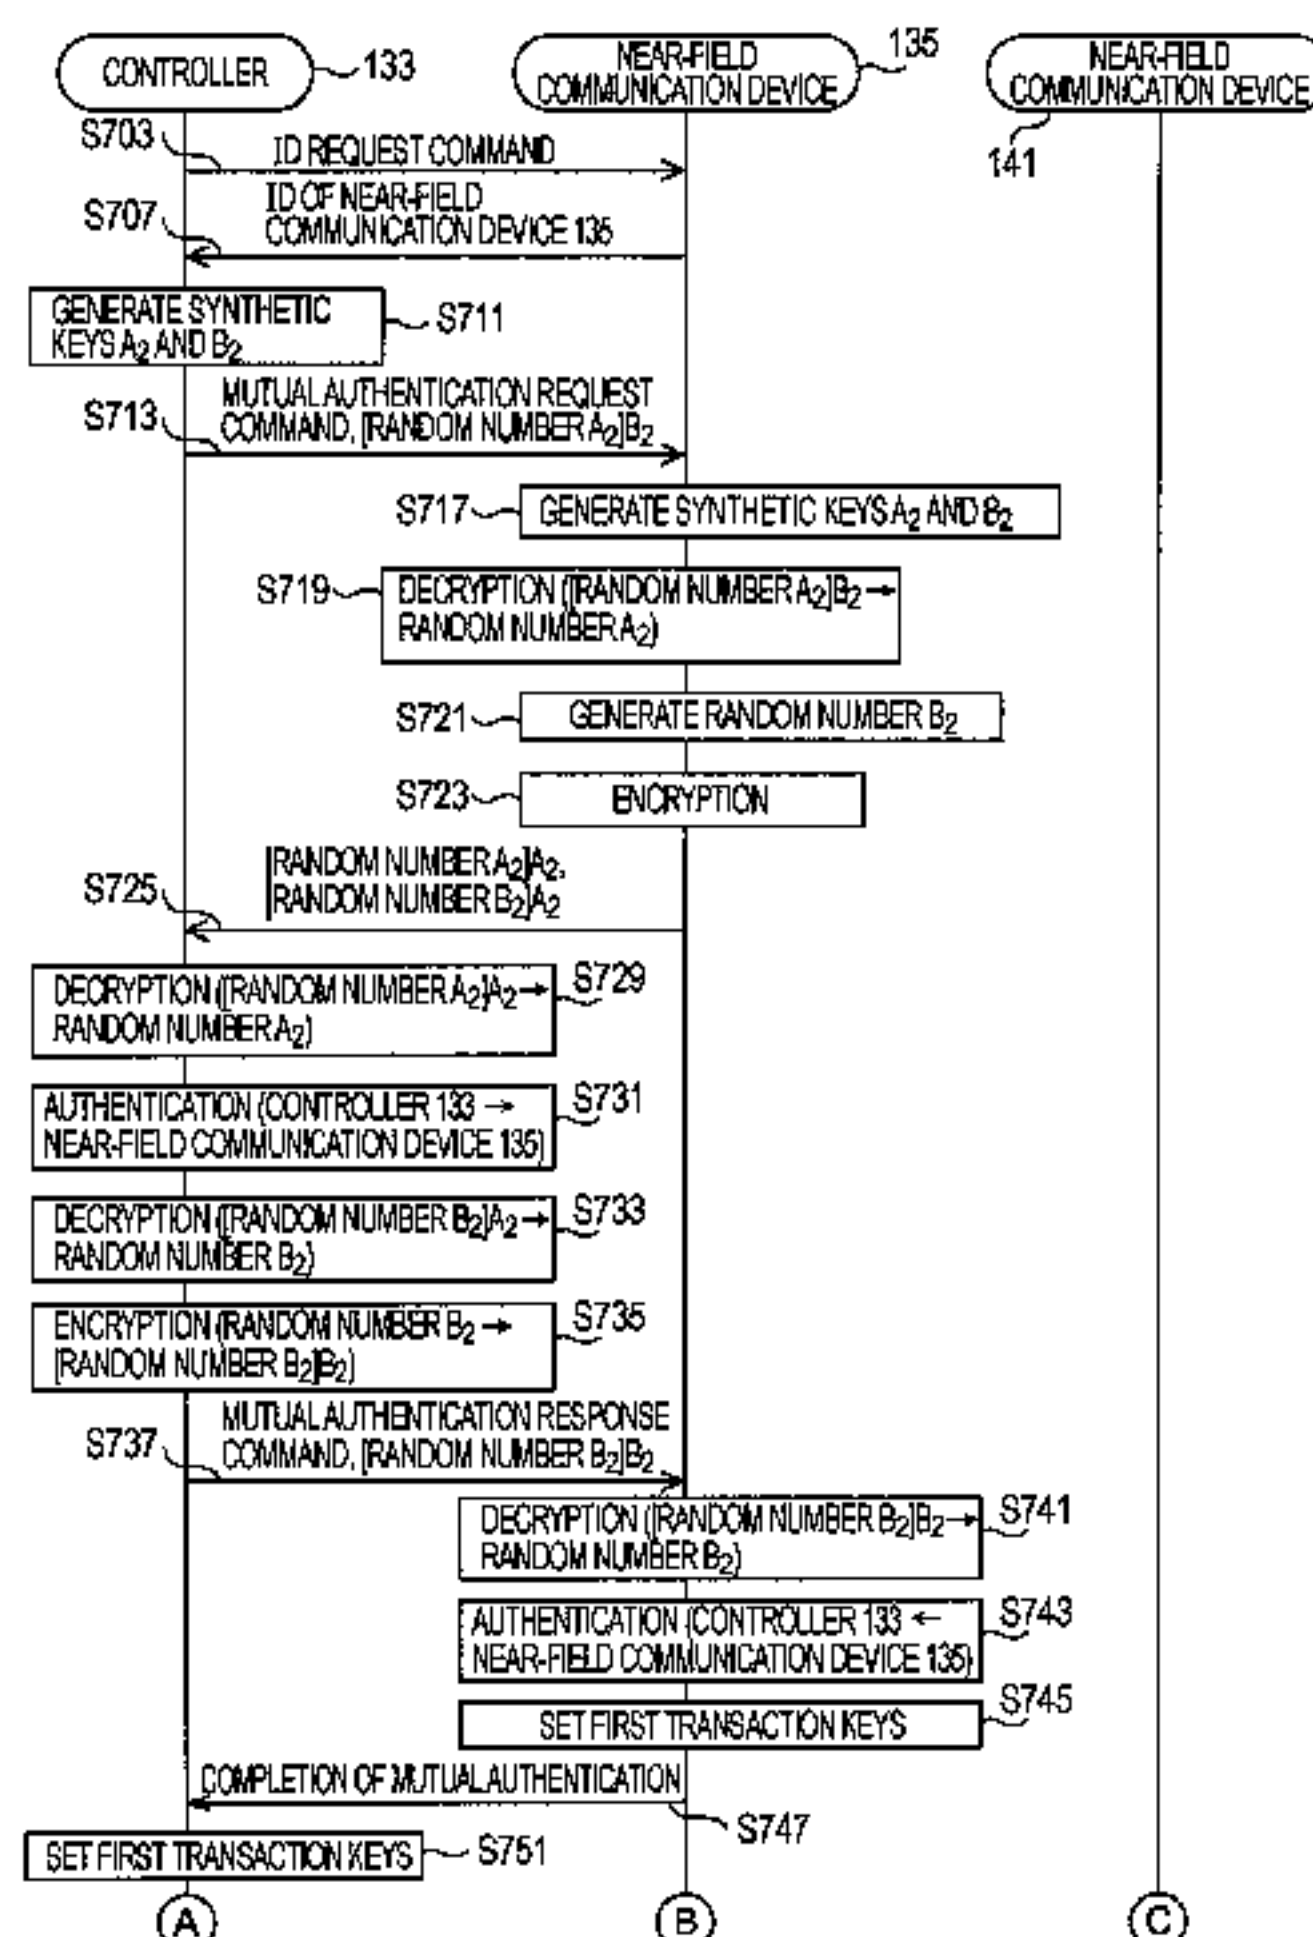 CONTROLLER
133
NEAR-FIELD
COMMUNICATION DEVICE
135
NEAR-FIELD
COMMUNICATION DEVICE
141
S703
ID REQUEST COMMAND
S707
ID OF NEAR-FIELD
COMMUNICATION DEVICE 135
GENERATE SYNTHETIC
KEYS A2 AND B2
S711
S713
MUTUAL AUTHENTICATION REQUEST
COMMAND, [RANDOM NUMBER A2]B2
S717
GENERATE SYNTHETIC KEYS A2 AND B2
S719
DECRYPTION ([RANDOM NUMBER A2]B2 →
RANDOM NUMBER A2)
S721
GENERATE RANDOM NUMBER B2
S723
ENCRYPTION
S725
[RANDOM NUMBER A2]A2,
[RANDOM NUMBER B2]A2
DECRYPTION ([RANDOM NUMBER A2]A2 →
RANDOM NUMBER A2)
S729
AUTHENTICATION (CONTROLLER 133 →
NEAR-FIELD COMMUNICATION DEVICE 135)
S731
DECRYPTION ([RANDOM NUMBER B2]A2 →
RANDOM NUMBER B2)
S733
ENCRYPTION (RANDOM NUMBER B2 →
[RANDOM NUMBER B2]B2)
S735
S737
MUTUAL AUTHENTICATION RESPONSE
COMMAND, [RANDOM NUMBER B2]B2
DECRYPTION ([RANDOM NUMBER B2]B2 →
RANDOM NUMBER B2)
S741
AUTHENTICATION (CONTROLLER 133 ←
NEAR-FIELD COMMUNICATION DEVICE 135)
S743
SET FIRST TRANSACTION KEYS
S745
COMPLETION OF MUTUAL AUTHENTICATION
S747
SET FIRST TRANSACTION KEYS
S751
A
B
C